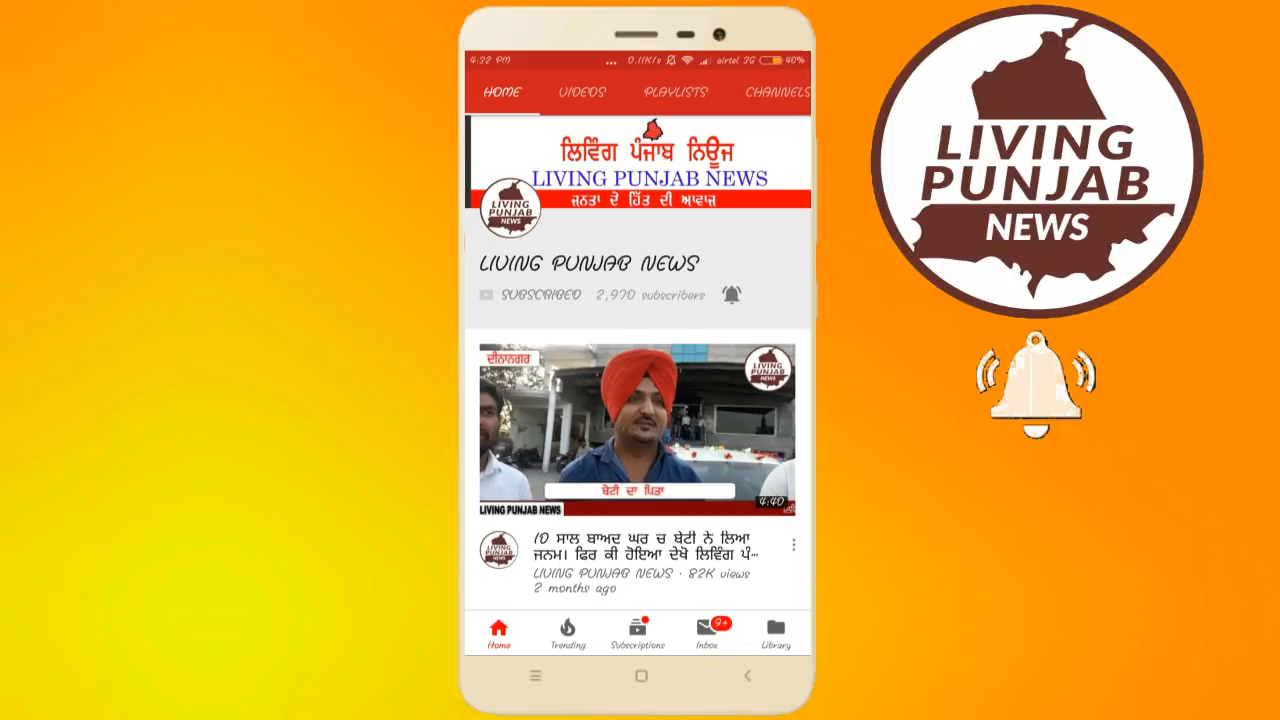 4:32 PM ... 0.11K/s airtel 3G 40%
HOME VIDEOS PLAYLISTS CHANNELS
ਲਿਵਿੰਗ ਪੰਜਾਬ ਨਿਊਜ਼
LIVING PUNJAB NEWS
ਜਨਤਾ ਦੇ ਹਿੱਤ ਦੀ ਆਵਾਜ਼
LIVING
PUNJAB
NEWS
LIVING PUNJAB NEWS
SUBSCRIBED 2,970 subscribers
ਦੀਨਾਨਗਰ
LIVING
PUNJAB
NEWS
ਬੇਟੀ ਦਾ ਪਿਤਾ
4:40
LIVING PUNJAB NEWS
LIVING
PUNJAB
NEWS
10 ਸਾਲ ਬਾਅਦ ਘਰ ਚ ਬੇਟੀ ਨੇ ਲਿਆ
ਜਨਮ। ਫਿਰ ਕੀ ਹੋਇਆ ਦੇਖੋ ਲਿਵਿੰਗ ਪੰ...
LIVING PUNJAB NEWS · 82K views
2 months ago
9+
Home Trending Subscriptions Inbox Library
LIVING
PUNJAB
NEWS